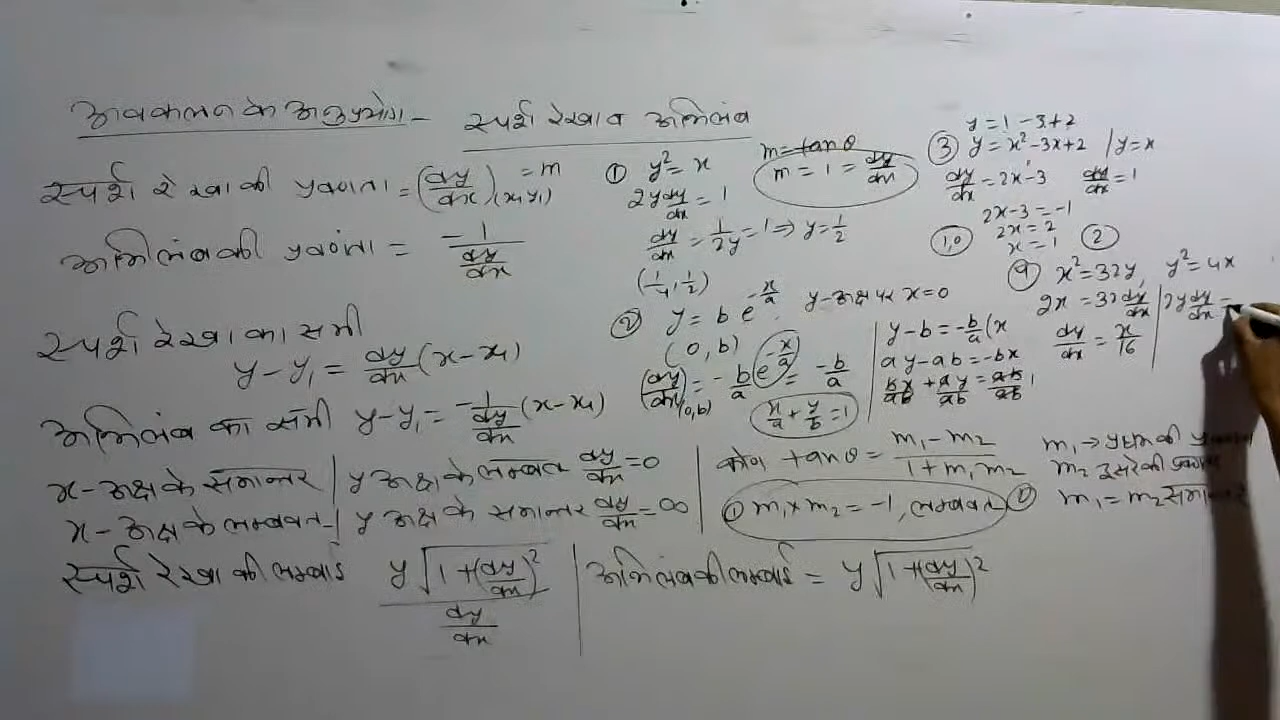 अवकलन के अनुप्रयोग - स्पर्श रेखा व अभिलंब
स्पर्श रेखा की प्रवणता = (dy/dx)(x₁ y₁) = m
अभिलंब की प्रवणता = -1/(dy/dx)
स्पर्श रेखा का समी
y - y₁ = dy/dx (x - x₁)
अभिलंब का समी y - y₁ = -1/(dy/dx) (x - x₁)
x - अक्ष के समान्तर | y अक्ष के लम्बवत dy/dx = 0
x - अक्ष के लम्बवत - | y अक्ष के समान्तर dy/dx = ∞
स्पर्श रेखा की लम्बाई y√(1+(dy/dx)²) / (dy/dx)
अभिलंब की लम्बाई = y√(1+(dy/dx)²)
① y² = x
2y dy/dx = 1
dy/dx = 1/2y = 1 ⇒ y = 1/2
(1/4, 1/2)
m = tanθ
m = 1 = dy/dx
② y = b e^(-x/a) . y - अक्ष पर x = 0
(0, b)
(dy/dx)(0,b) = -b/a e^(-x/a) = -b/a
y - b = -b/a (x
ay - ab = -bx
bx/ab + ay/ab = ab/ab 1
x/a + y/b = 1
कोण tanθ = (m₁ - m₂)/(1 + m₁ m₂)
① m₁ x m₂ = -1, लम्बवत
m₁ → प्रथम की
m₂ दूसरे की
② m₁ = m₂ समान्तर
y = 1 - 3 + 2
③ y = x² - 3x + 2 | y = x
dy/dx = 2x - 3 dy/dx = 1
2x - 3 = -1
2x = 2
x = 1
(1,0) ②
④ x² = 32y, y² = 4x
2x = 32 dy/dx | 2y dy/dx =
dy/dx = x/16